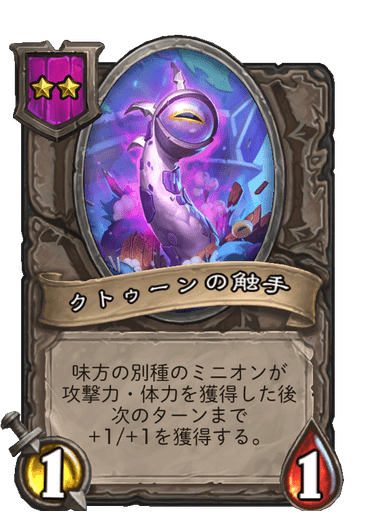 クトゥーンの触手
味方の別種のミニオンが
攻撃力・体力を獲得した後
次のターンまで
+1/+1を獲得する。
1
1